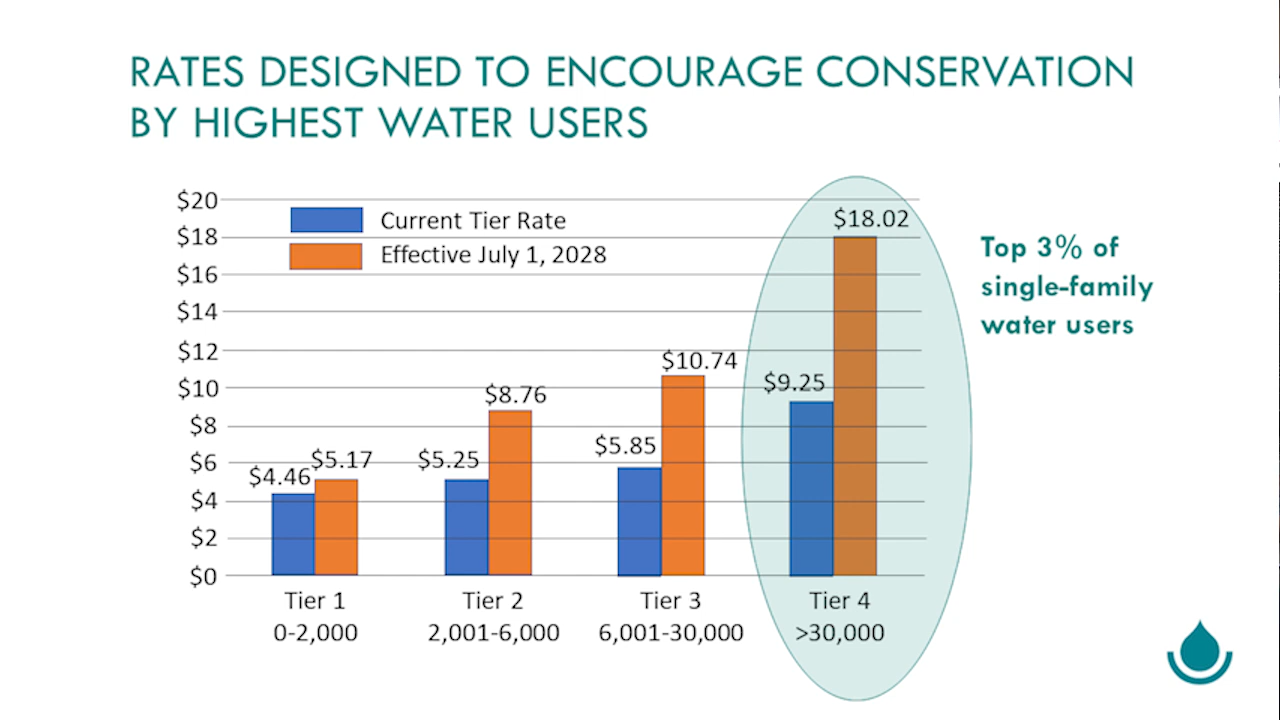 RATES DESIGNED TO ENCOURAGE CONSERVATION
BY HIGHEST WATER USERS
$20
$18
$16
$14
$12
$10
$8
$6
$4
$2
$0
Current Tier Rate
Effective July 1, 2028
$4.46
$5.17
$5.25
$8.76
$5.85
$10.74
$9.25
$18.02
Tier 1
0-2,000
Tier 2
2,001-6,000
Tier 3
6,001-30,000
Tier 4
>30,000
Top 3% of
single-family
water users